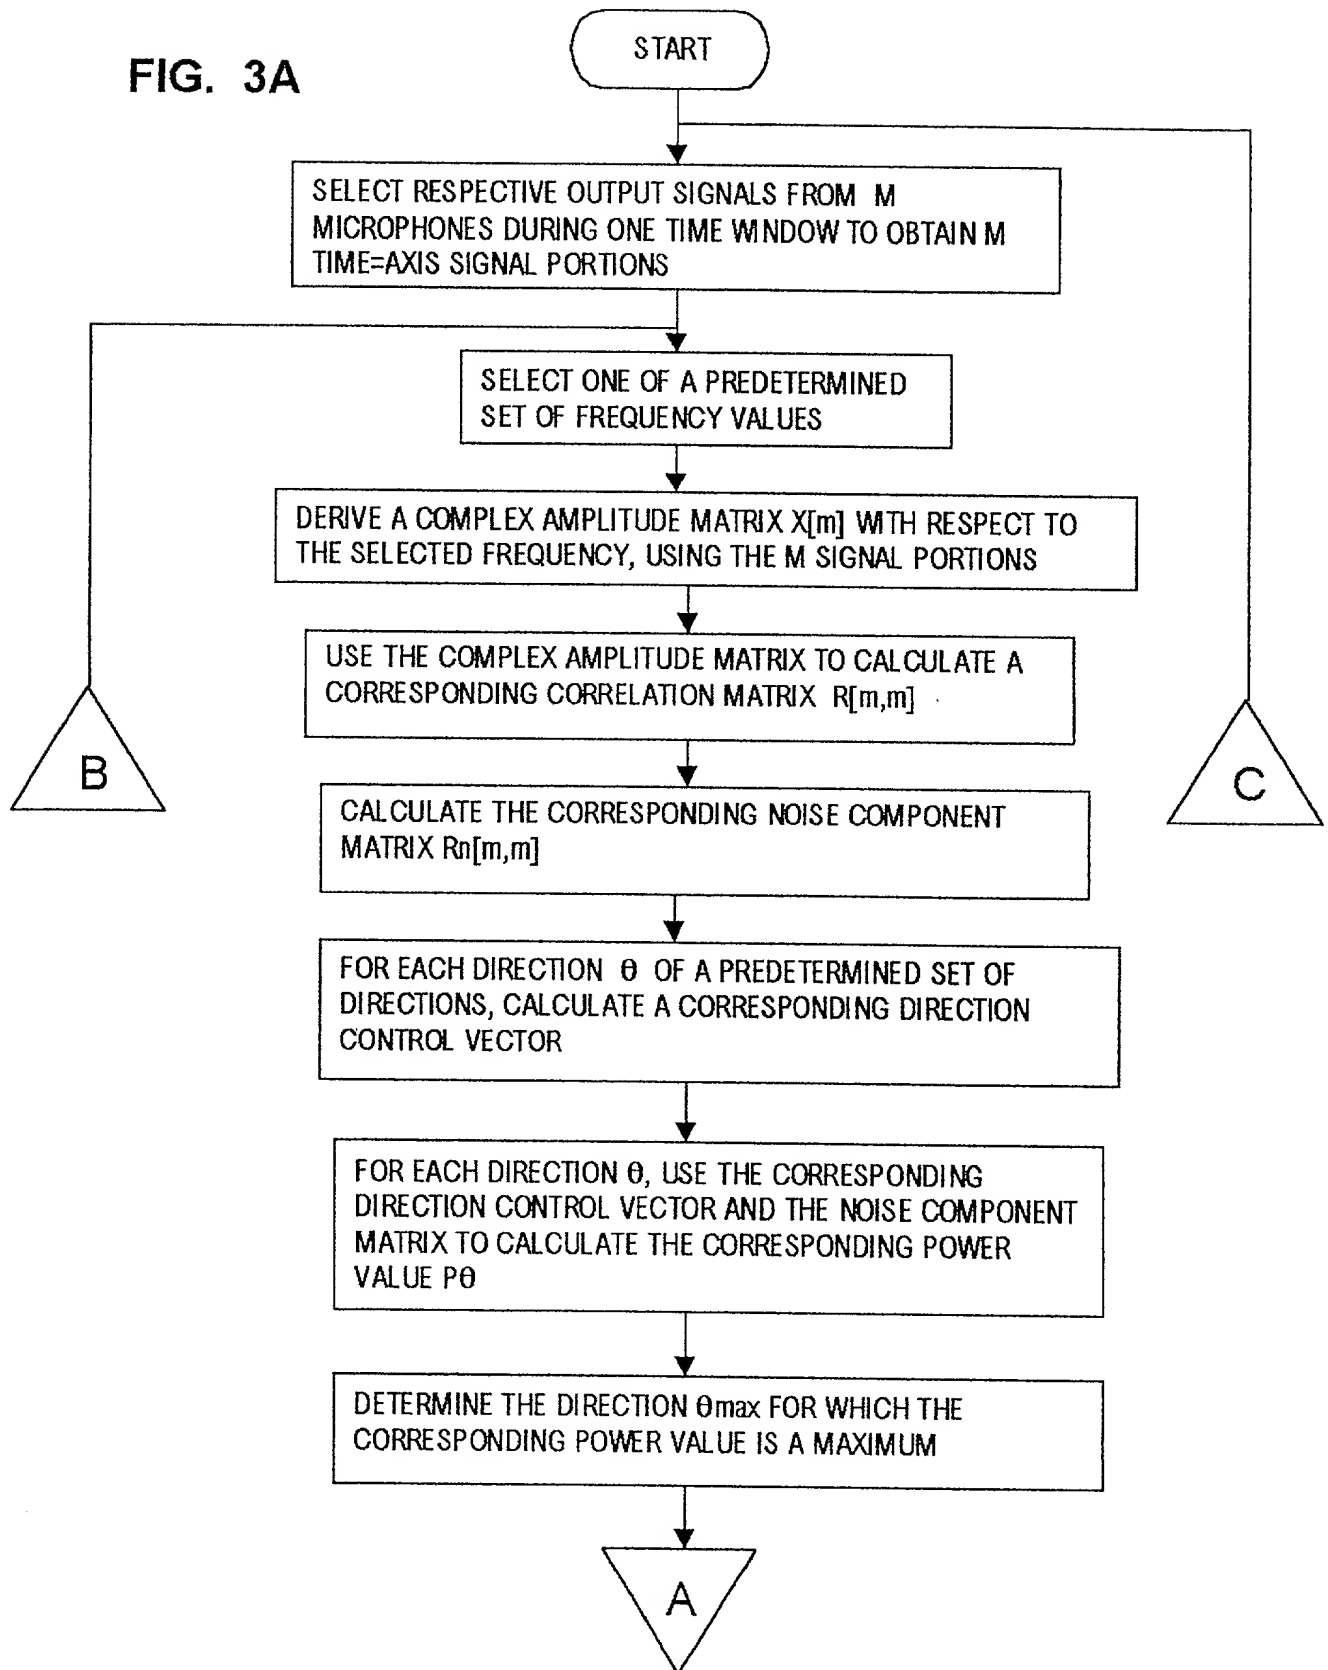 FIG. 3A
START
SELECT RESPECTIVE OUTPUT SIGNALS FROM M
MICROPHONES DURING ONE TIME WINDOW TO OBTAIN M
TIME=AXIS SIGNAL PORTIONS
SELECT ONE OF A PREDETERMINED
SET OF FREQUENCY VALUES
DERIVE A COMPLEX AMPLITUDE MATRIX X[m] WITH RESPECT TO
THE SELECTED FREQUENCY, USING THE M SIGNAL PORTIONS
USE THE COMPLEX AMPLITUDE MATRIX TO CALCULATE A
CORRESPONDING CORRELATION MATRIX R[m,m]
B
C
CALCULATE THE CORRESPONDING NOISE COMPONENT
MATRIX Rn[m,m]
FOR EACH DIRECTION θ OF A PREDETERMINED SET OF
DIRECTIONS, CALCULATE A CORRESPONDING DIRECTION
CONTROL VECTOR
FOR EACH DIRECTION θ, USE THE CORRESPONDING
DIRECTION CONTROL VECTOR AND THE NOISE COMPONENT
MATRIX TO CALCULATE THE CORRESPONDING POWER
VALUE Pθ
DETERMINE THE DIRECTION θmax FOR WHICH THE
CORRESPONDING POWER VALUE IS A MAXIMUM
A